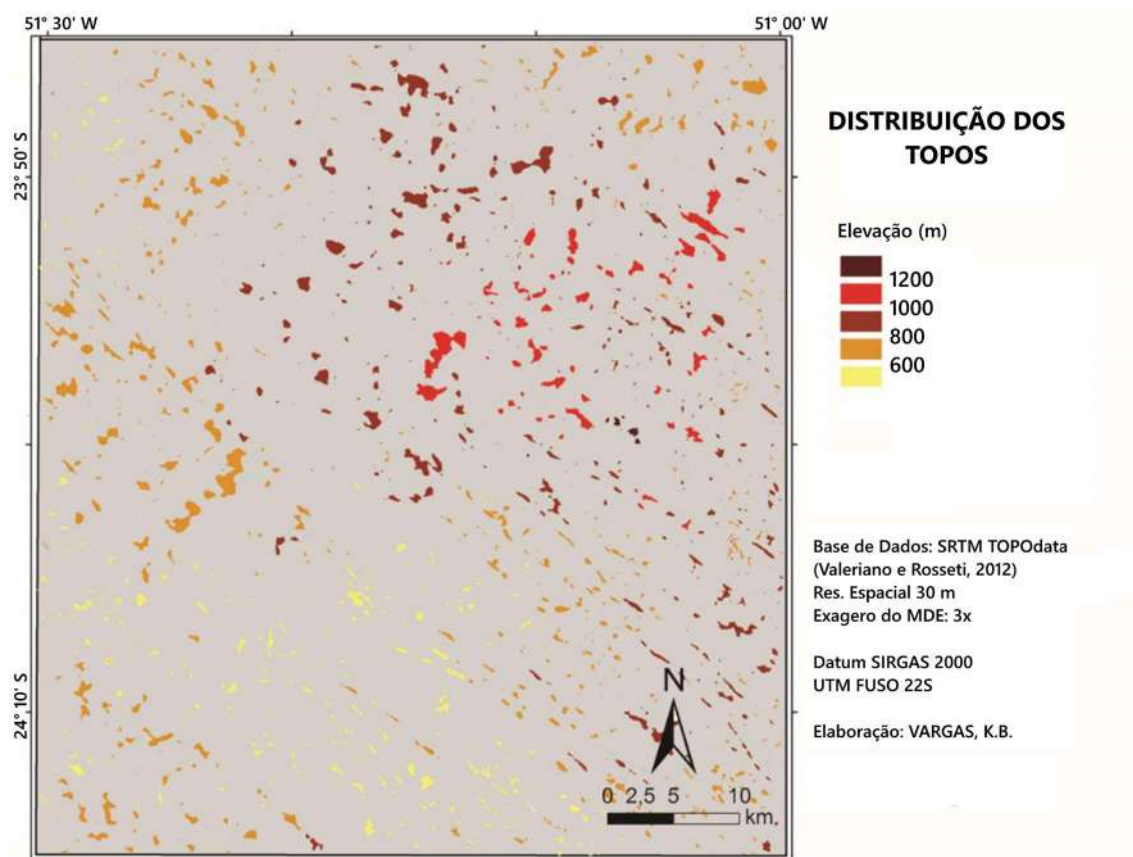 51° 30' W
51° 00' W
23° 50' S
24° 10' S
N
0 2,5 5 10
km
DISTRIBUIÇÃO DOS
TOPOS
Elevação (m)
1200
1000
800
600
Base de Dados: SRTM TOPOdata
(Valeriano e Rosseti, 2012)
Res. Espacial 30 m
Exagero do MDE: 3x
Datum SIRGAS 2000
UTM FUSO 22S
Elaboração: VARGAS, K.B.